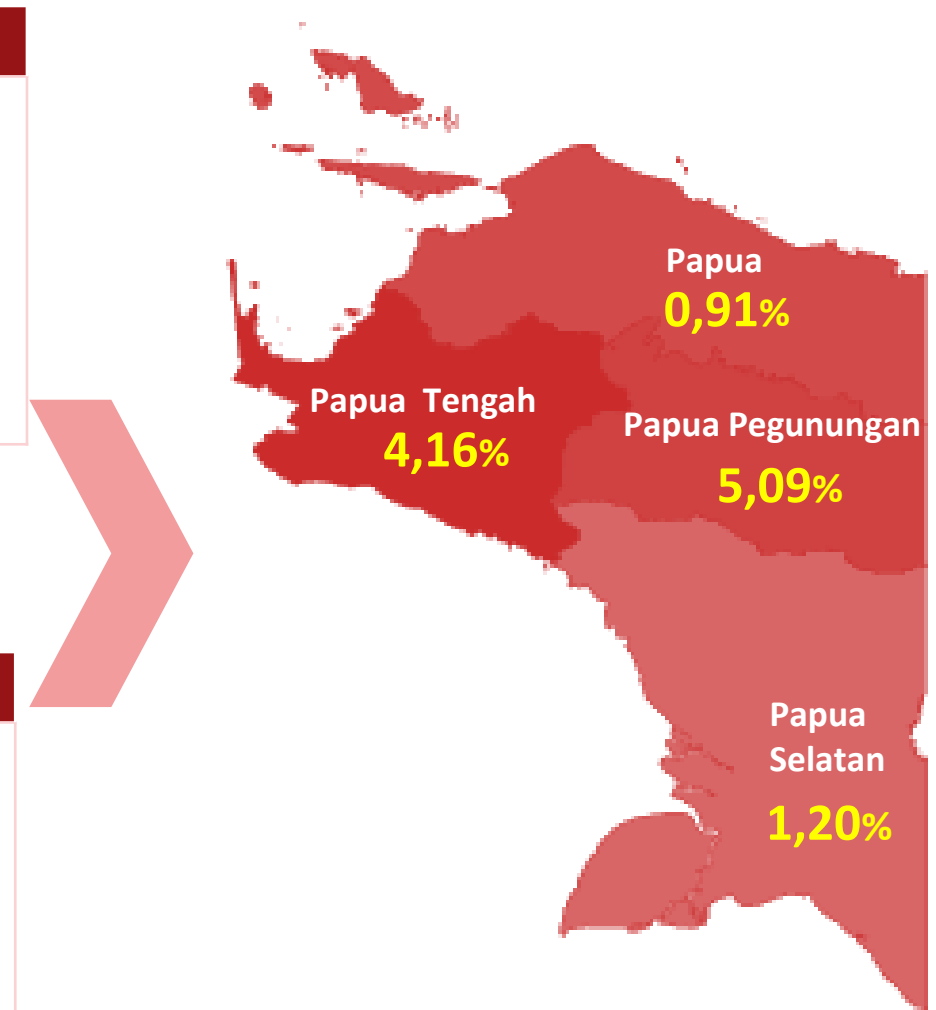 Papua
0,91%
Papua Tengah
4,16%
Papua Pegunungan
5,09%
Papua
Selatan
1,20%